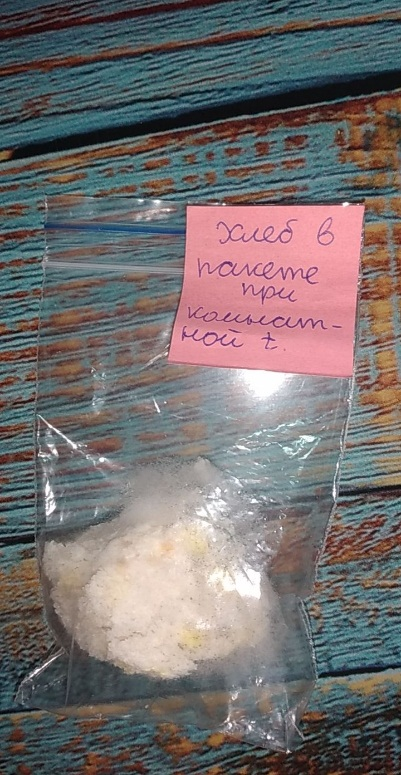 Хлеб в
пакете
при
комнат-
ной t.